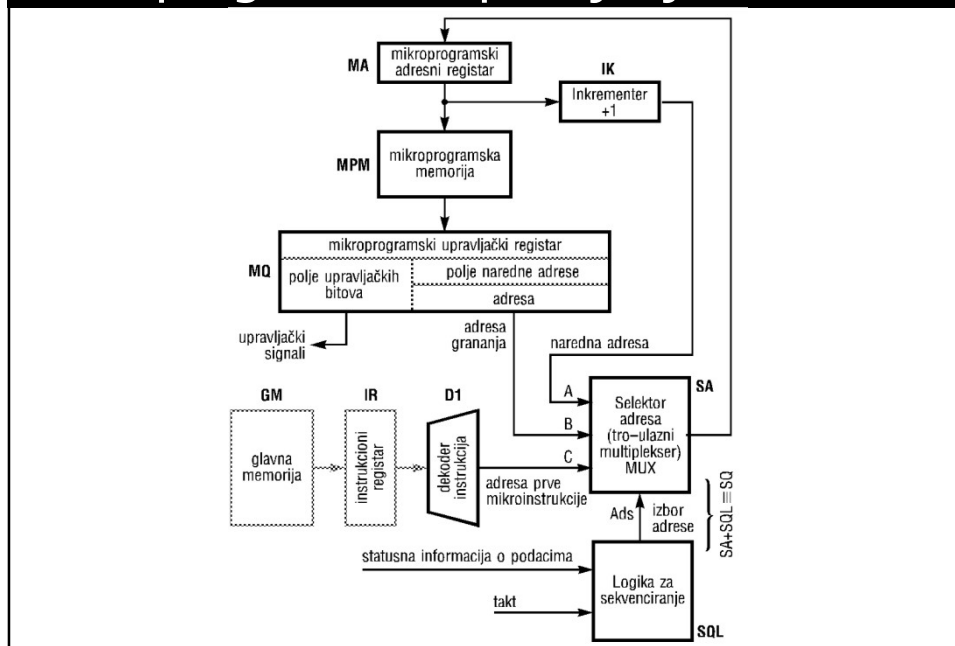 MA
mikroprogramski
adresni registar
IK
Inkrementer
+1
MPM
mikroprogramska
memorija
MQ
mikroprogramski upravljački registar
polje upravljačkih
bitova
polje naredne adrese
adresa
upravljački
signali
adresa
grananja
naredna adresa
GM
glavna
memorija
IR
instrukcioni
registar
D1
dekoder
instrukcija
A
B
C
adresa prve
mikroinstrukcije
SA
Selektor
adresa
(tro–ulazni
multiplekser)
MUX
Ads
izbor
adrese
SA+SQL ≡ SQ
statusna informacija o podacima
takt
Logika za
sekvenciranje
SQL